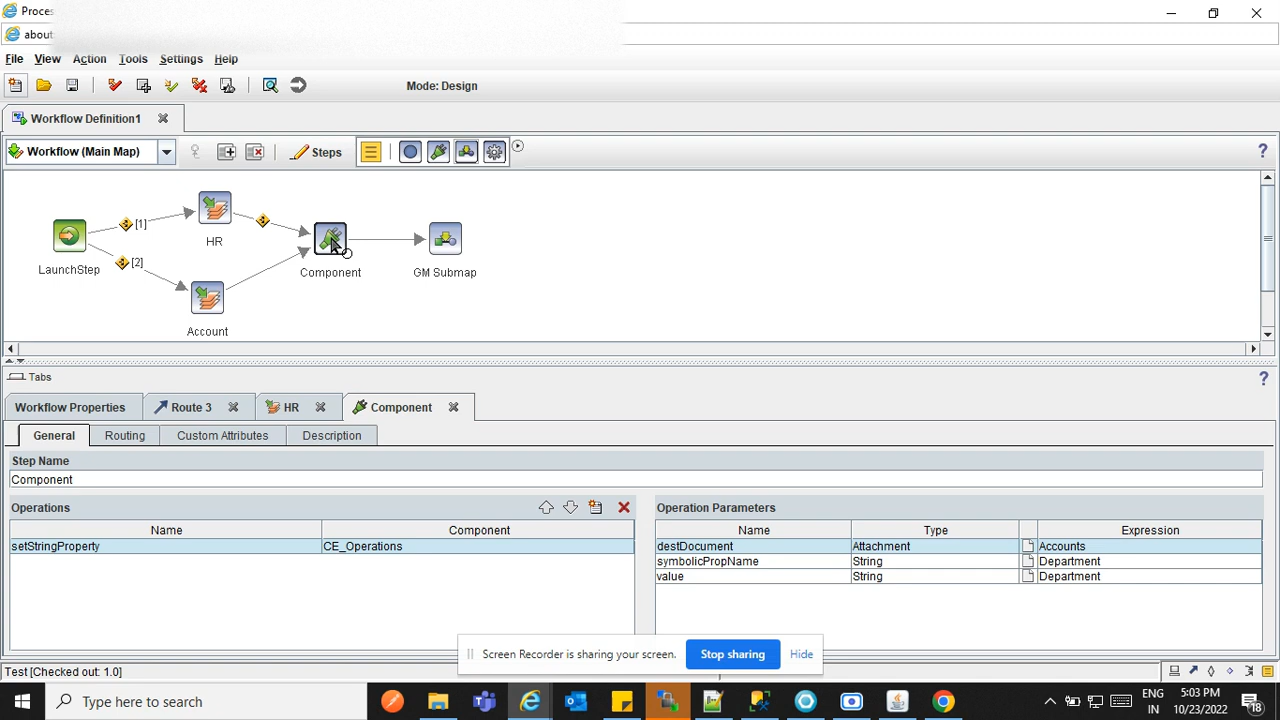 Proces
about
File View Action Tools Settings Help
Mode: Design
Workflow Definition1
Workflow (Main Map) Steps ?
[1]
HR
LaunchStep
[2]
Component
GM Submap
Account
Tabs ?
Workflow Properties Route 3 HR Component
General Routing Custom Attributes Description
Step Name
Component
Operations
Name Component
setStringProperty CE_Operations
Operation Parameters
Name Type Expression
destDocument Attachment Accounts
symbolicPropName String Department
value String Department
Screen Recorder is sharing your screen. Stop sharing Hide
Test [Checked out: 1.0]
Type here to search
ENG
IN
5:03 PM
10/23/2022
18